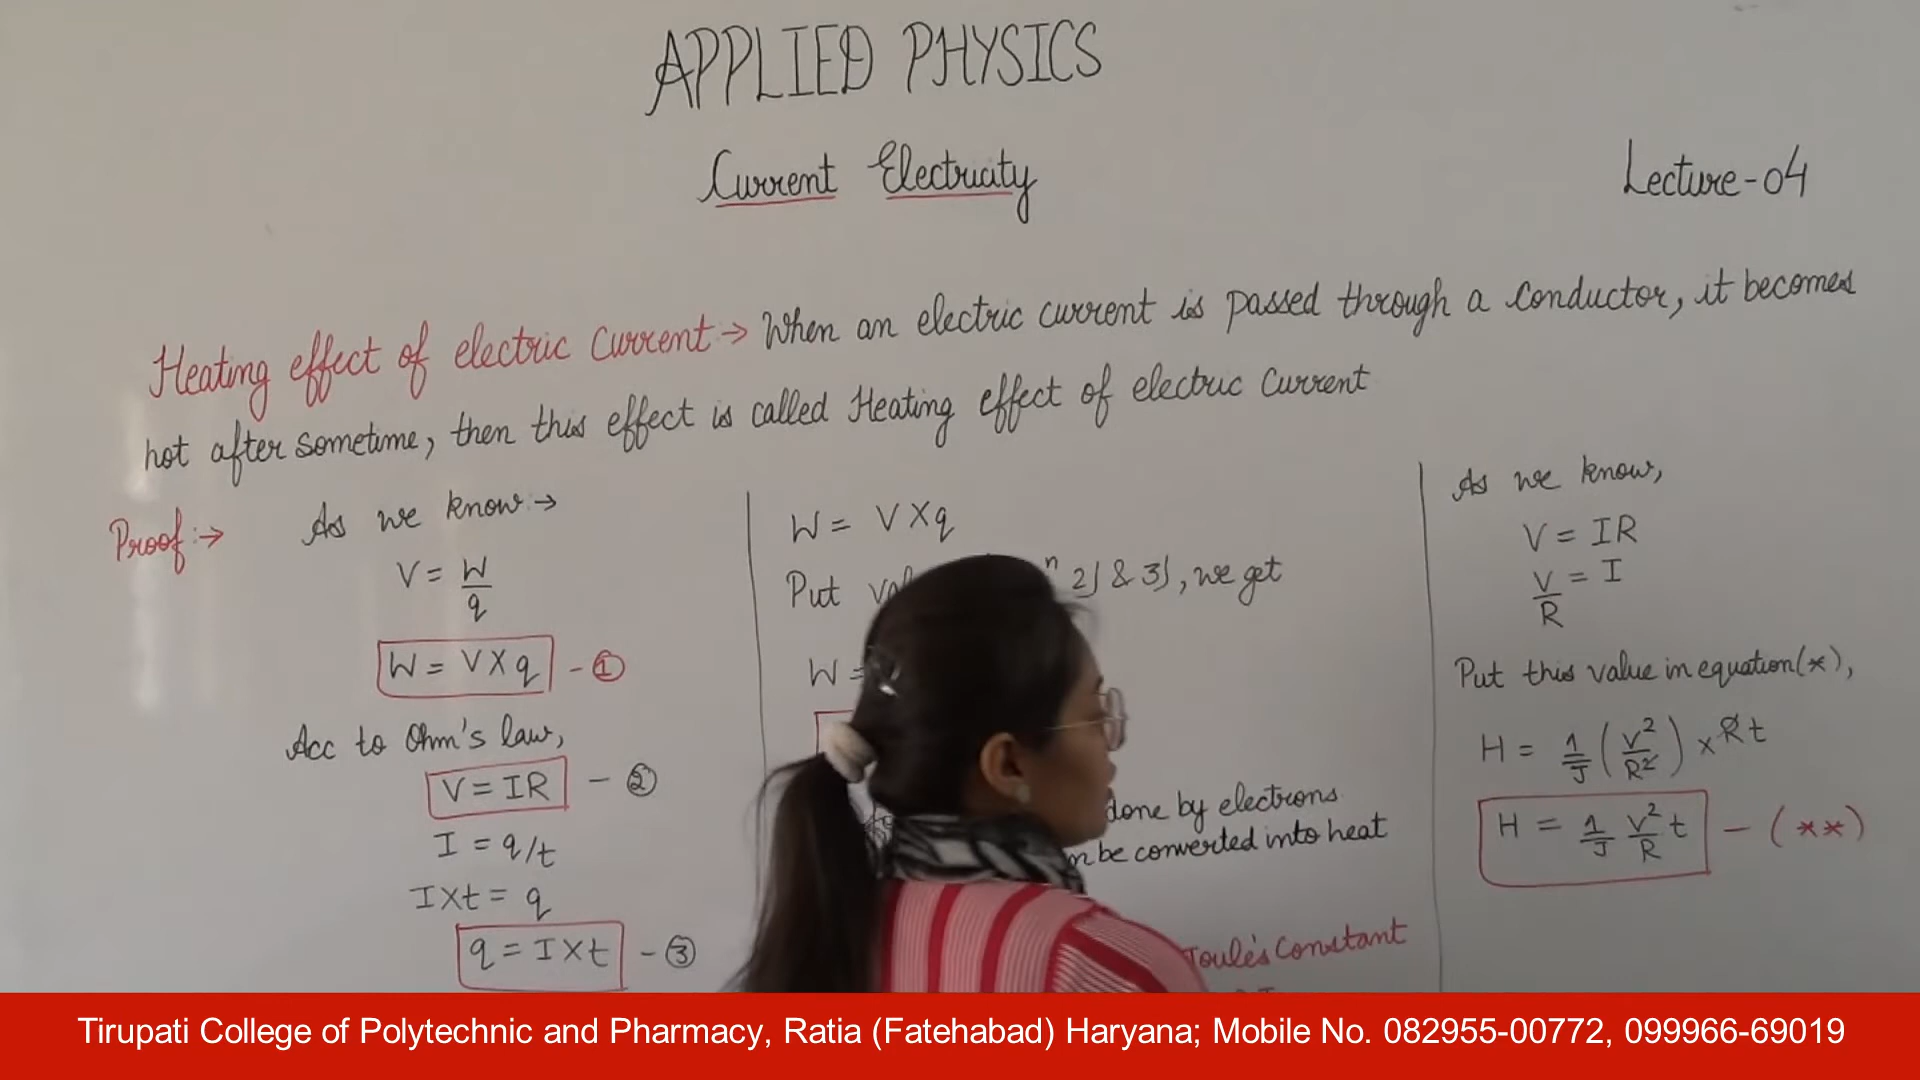 APPLIED PHYSICS
Current Electricity
Lecture-04
Heating effect of electric current :→ When an electric current is passed through a conductor, it becomes
hot after sometime, then this effect is called Heating effect of electric current
Proof :→ As we know :→
V = W/q
W = V X q - ①
Acc to Ohm's law,
V = IR - ②
I = q/t
I X t = q
q = I X t - ③
W = V X q
Put 2) & 3), we get
W =
done by electrons
be converted into heat
Joule's Constant
As we know,
V = IR
V/R = I
Put this value in equation (*),
H = 1/J (V²/R²) x Rt
H = 1/J V²/R t - (**)
Tirupati College of Polytechnic and Pharmacy, Ratia (Fatehabad) Haryana; Mobile No. 082955-00772, 099966-69019